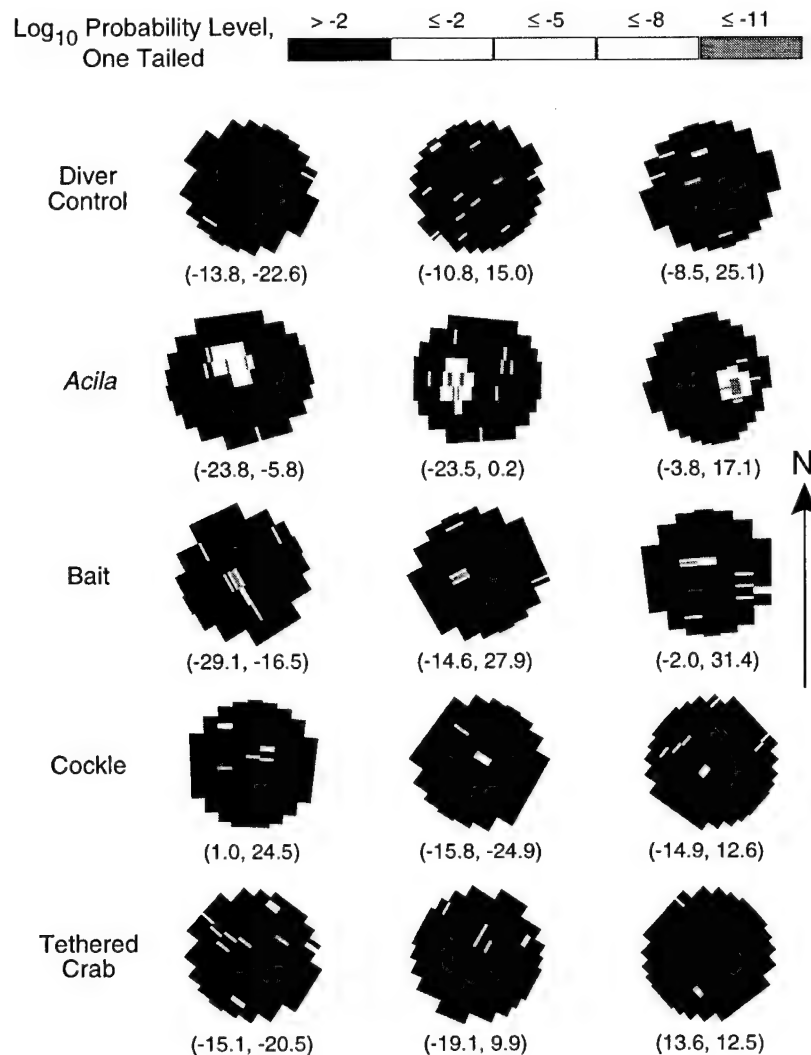 Log10 Probability Level,
One Tailed
> -2 ≤ -2 ≤ -5 ≤ -8 ≤ -11
Diver
Control
(-13.8, -22.6) (-10.8, 15.0) (-8.5, 25.1)
Acila
(-23.8, -5.8) (-23.5, 0.2) (-3.8, 17.1)
N
Bait
(-29.1, -16.5) (-14.6, 27.9) (-2.0, 31.4)
Cockle
(1.0, 24.5) (-15.8, -24.9) (-14.9, 12.6)
Tethered
Crab
(-15.1, -20.5) (-19.1, 9.9) (13.6, 12.5)